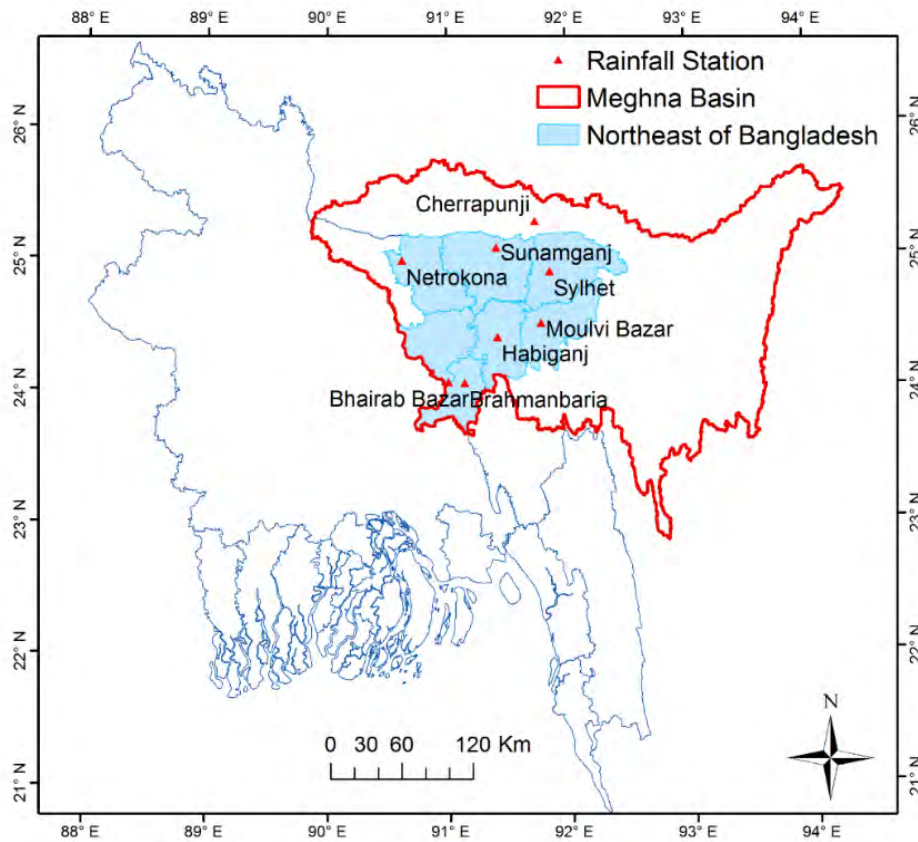 88° E 89° E 90° E 91° E 92° E 93° E 94° E
Rainfall Station
Meghna Basin
Northeast of Bangladesh
26° N 26° N
Cherrapunji
25° N 25° N
Sunamganj
Netrokona
Sylhet
Moulvi Bazar
Habiganj
24° N 24° N
Bhairab Bazar Brahmanbaria
23° N 23° N
22° N 22° N
N
0 30 60 120 Km
21° N 21° N
88° E 89° E 90° E 91° E 92° E 93° E 94° E